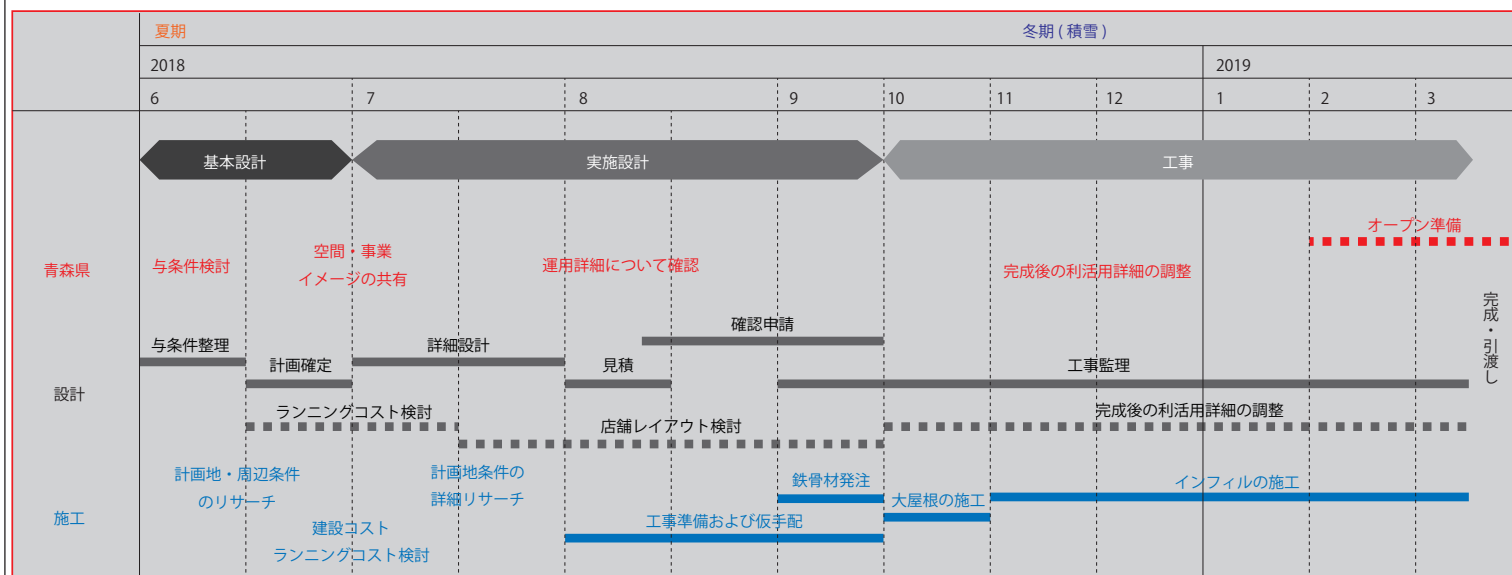 夏期
冬期 ( 積雪 )
2018
2019
6
7
8
9
10
11
12
1
2
3
基本設計
実施設計
工事
青森県
与条件検討
空間・事業
イメージの共有
運用詳細について確認
完成後の利活用詳細の調整
オープン準備
設計
与条件整理
計画確定
詳細設計
見積
確認申請
工事監理
ランニングコスト検討
店舗レイアウト検討
完成後の利活用詳細の調整
完成・引渡し
施工
計画地・周辺条件
のリサーチ
建設コスト
ランニングコスト検討
計画地条件の
詳細リサーチ
工事準備および仮手配
鉄骨材発注
大屋根の施工
インフィルの施工